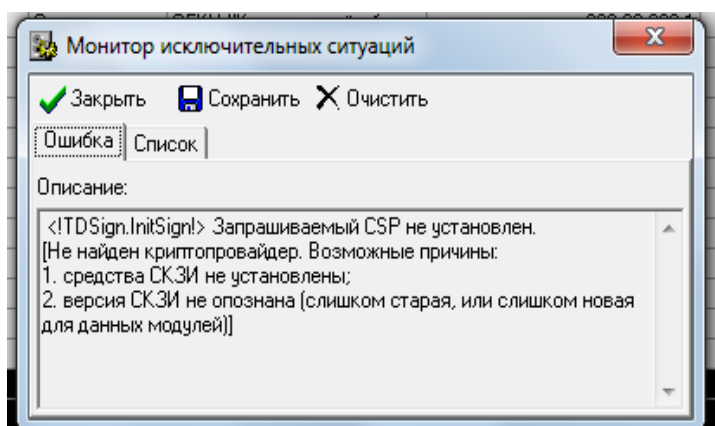 Монитор исключительных ситуаций
Закрыть Сохранить Очистить
Ошибка Список
Описание:
<!TDSign.InitSign!> Запрашиваемый CSP не установлен.
[Не найден криптопровайдер. Возможные причины:
1. средства СКЗИ не установлены;
2. версия СКЗИ не опознана (слишком старая, или слишком новая
для данных модулей)]